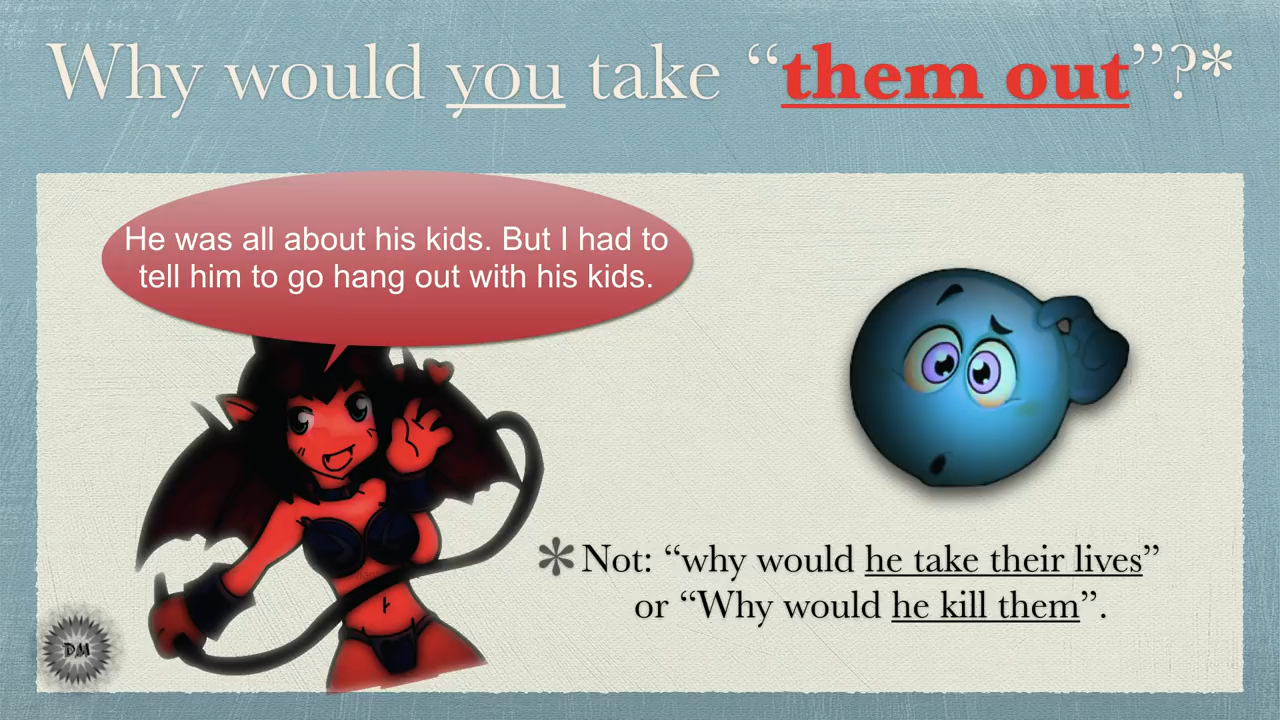 Why would you take “them out”?*
He was all about his kids. But I had to
tell him to go hang out with his kids.
*Not: “why would he take their lives”
or “Why would he kill them”.
DM